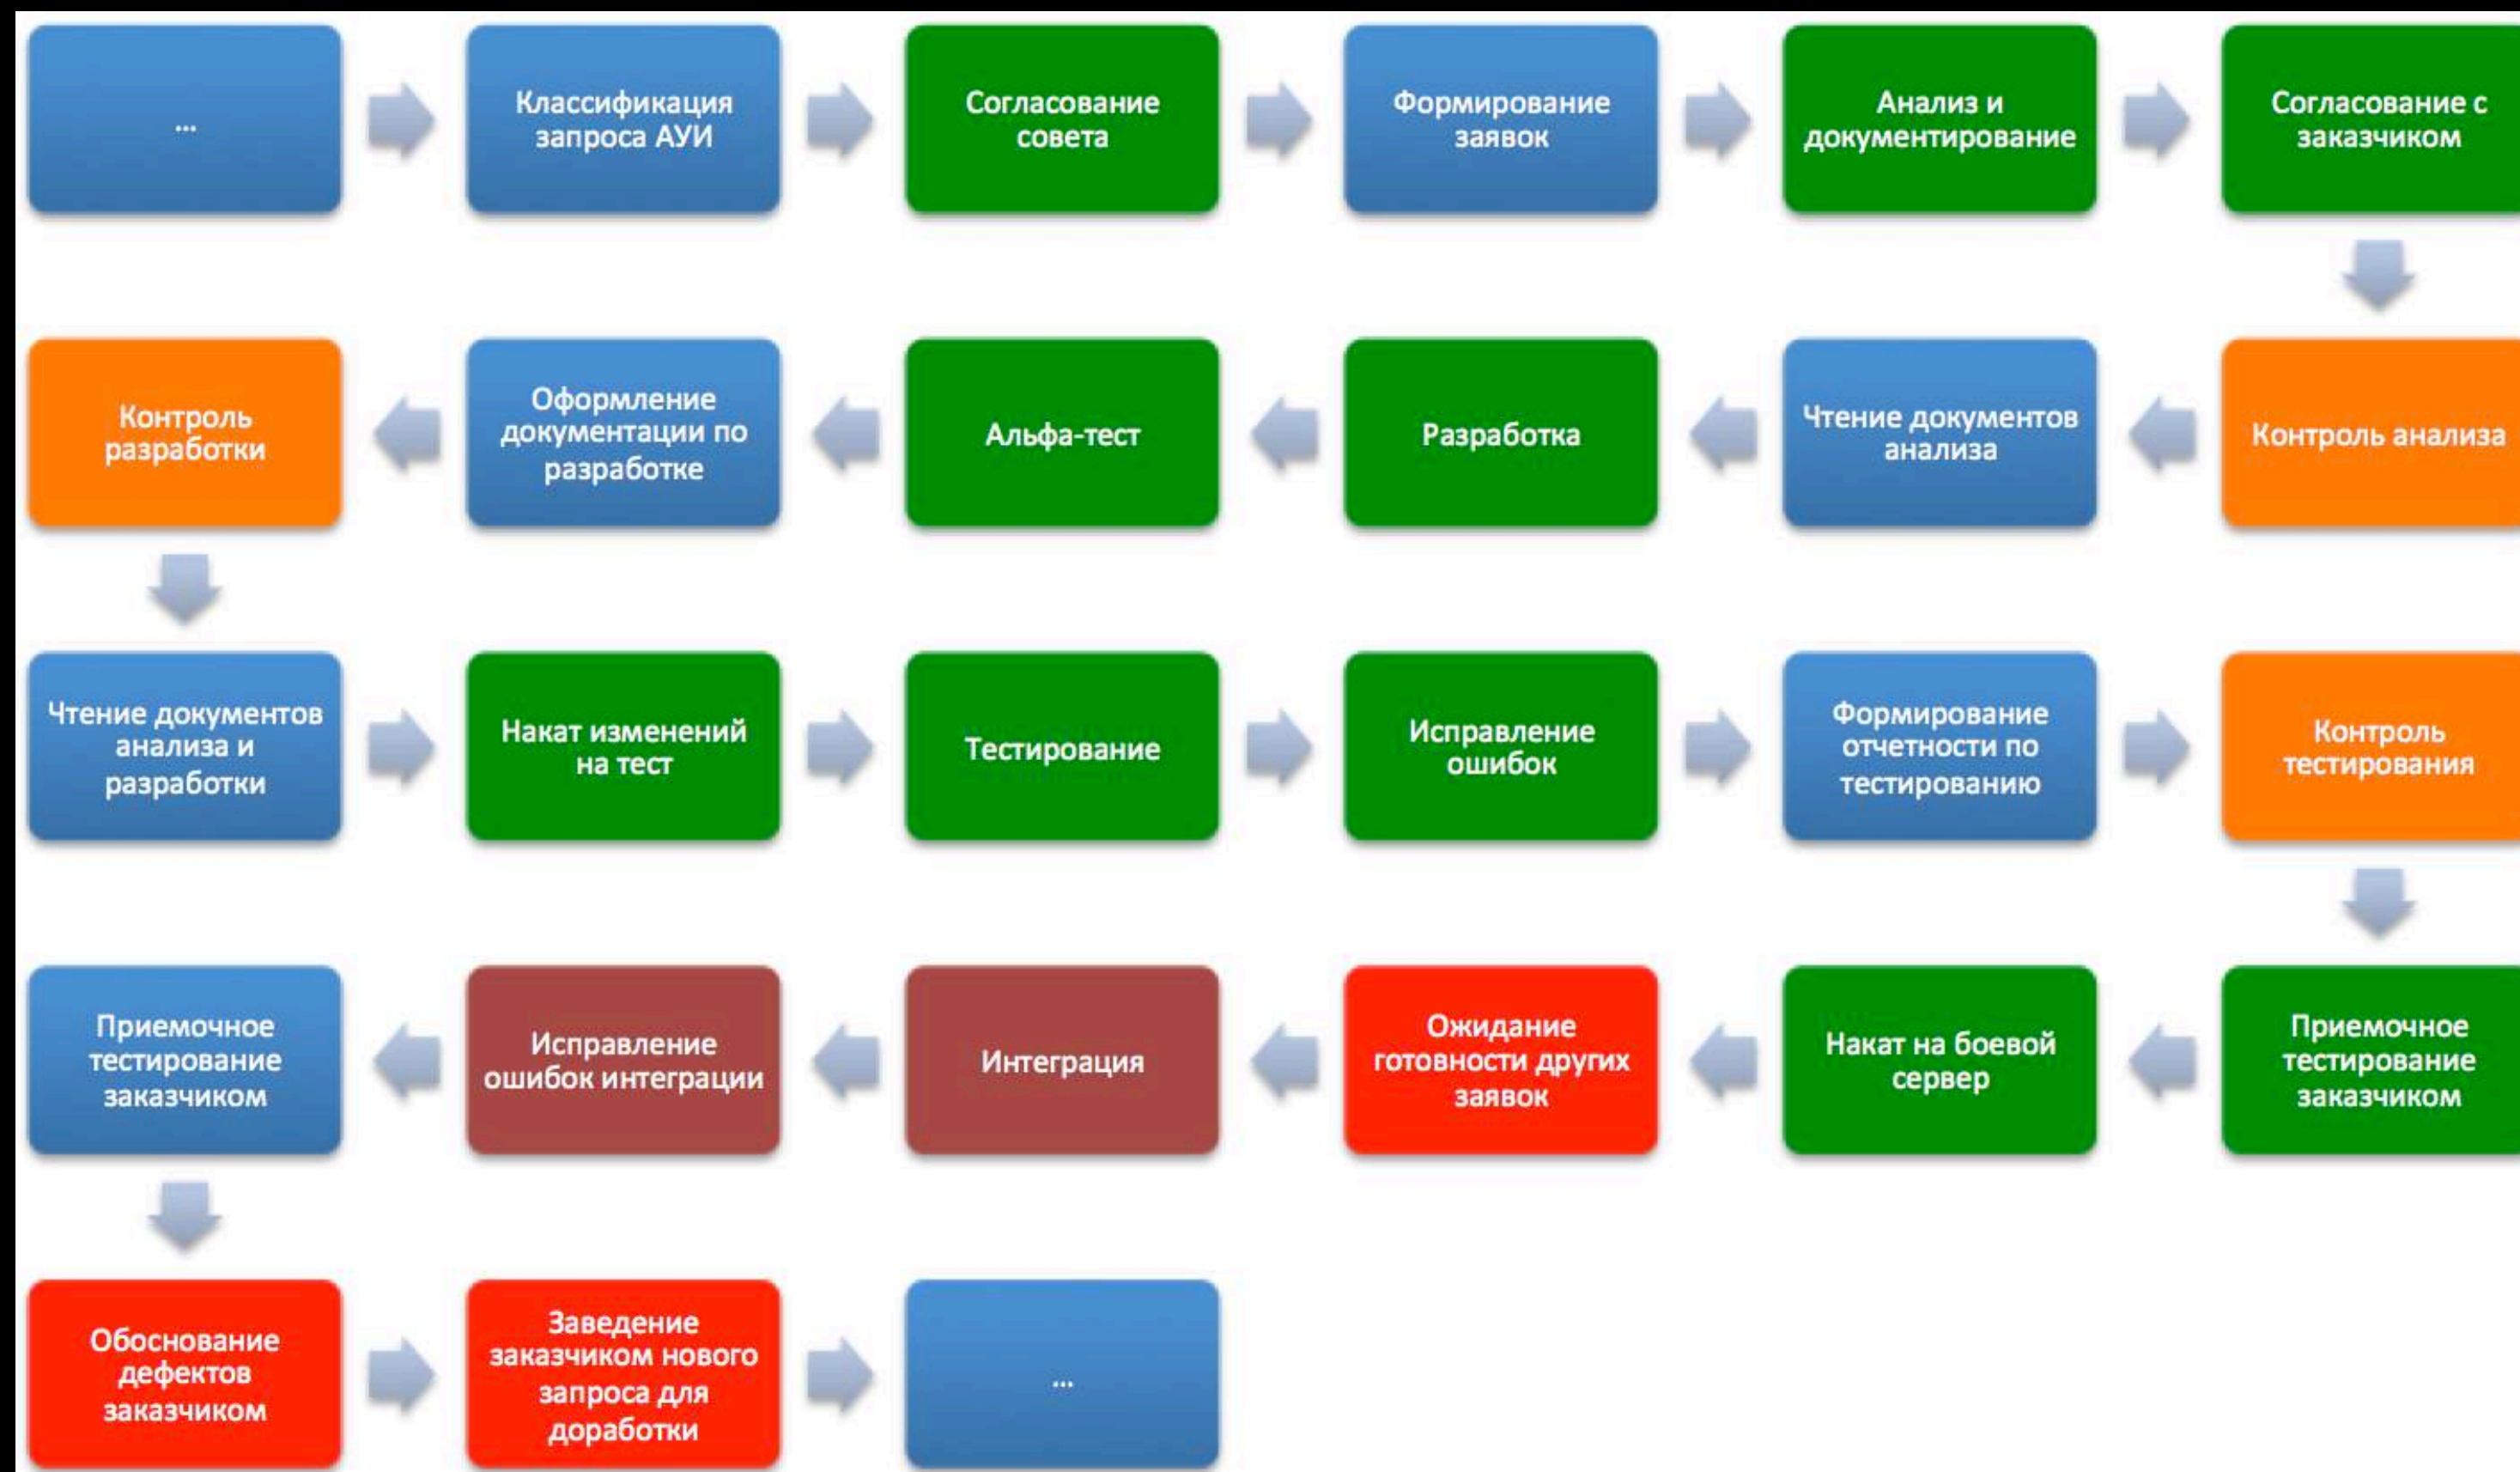 ...
Классификация
запроса АУИ
Согласование
совета
Формирование
заявок
Анализ и
документирование
Согласование с
заказчиком
Контроль анализа
Чтение документов
анализа
Разработка
Альфа-тест
Оформление
документации по
разработке
Контроль
разработки
Чтение документов
анализа и
разработки
Накат изменений
на тест
Тестирование
Исправление
ошибок
Формирование
отчетности по
тестированию
Контроль
тестирования
Приемочное
тестирование
заказчиком
Накат на боевой
сервер
Ожидание
готовности других
заявок
Интеграция
Исправление
ошибок интеграции
Приемочное
тестирование
заказчиком
Обоснование
дефектов
заказчиком
Заведение
заказчиком нового
запроса для
доработки
...